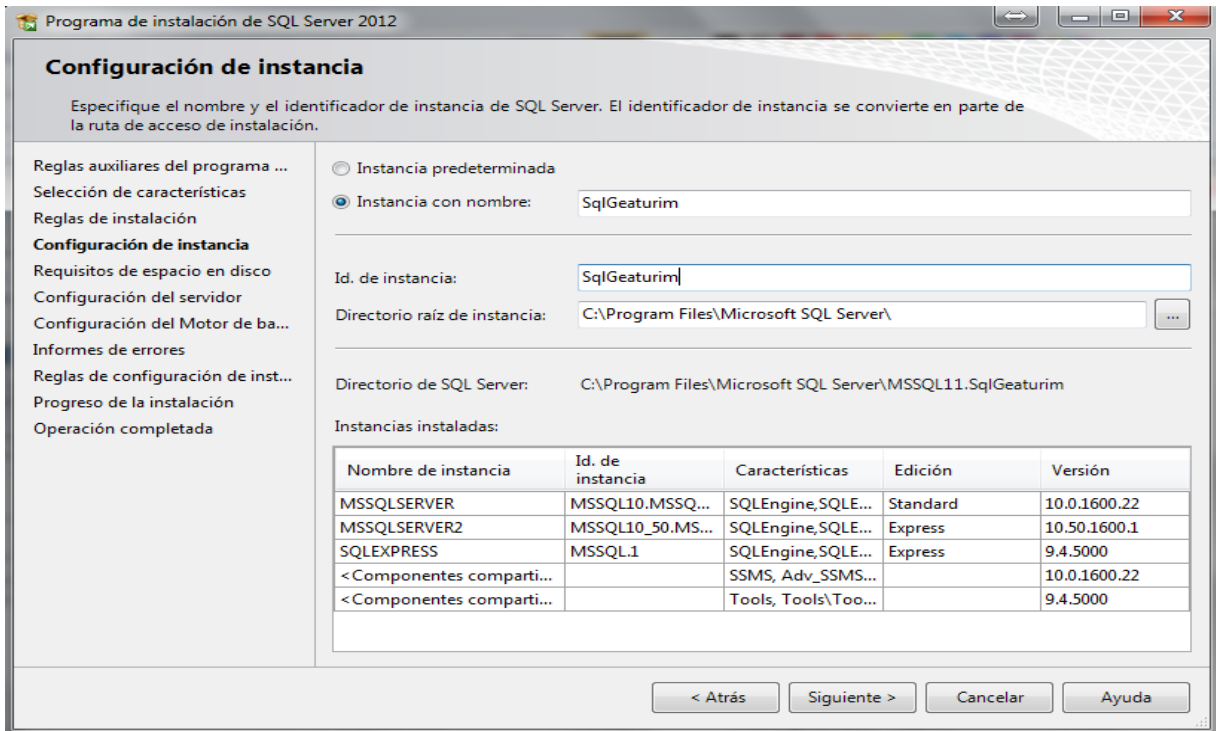 Programa de instalación de SQL Server 2012
Configuración de instancia
Especifique el nombre y el identificador de instancia de SQL Server. El identificador de instancia se convierte en parte de
la ruta de acceso de instalación.
Reglas auxiliares del programa ...
Selección de características
Reglas de instalación
Configuración de instancia
Requisitos de espacio en disco
Configuración del servidor
Configuración del Motor de ba...
Informes de errores
Reglas de configuración de inst...
Progreso de la instalación
Operación completada
Instancia predeterminada
Instancia con nombre: SqlGeaturim
Id. de instancia: SqlGeaturim
Directorio raíz de instancia: C:\Program Files\Microsoft SQL Server\ ...
Directorio de SQL Server: C:\Program Files\Microsoft SQL Server\MSSQL11.SqlGeaturim
Instancias instaladas:
Nombre de instancia Id. de instancia Características Edición Versión
MSSQLSERVER MSSQL10.MSSQ... SQLEngine,SQLE... Standard 10.0.1600.22
MSSQLSERVER2 MSSQL10_50.MS... SQLEngine,SQLE... Express 10.50.1600.1
SQLEXPRESS MSSQL.1 SQLEngine,SQLE... Express 9.4.5000
<Componentes comparti... SSMS, Adv_SSMS... 10.0.1600.22
<Componentes comparti... Tools, Tools\Too... 9.4.5000
< Atrás Siguiente > Cancelar Ayuda